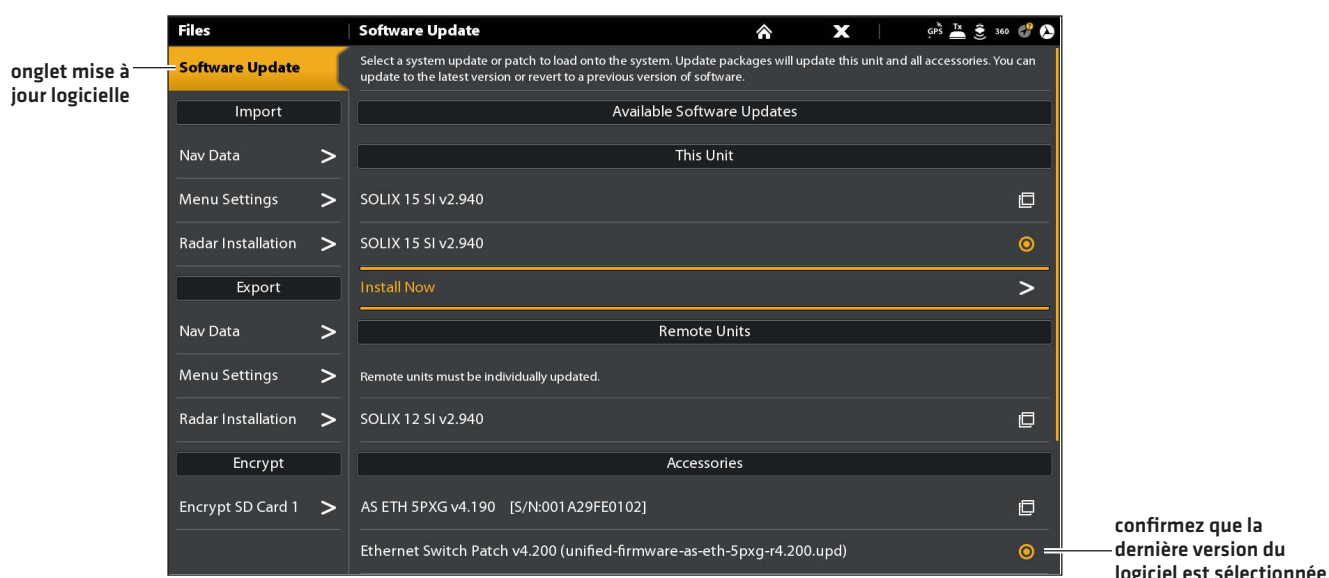 onglet mise à
jour logicielle
Files
Software Update
Import
Nav Data
Menu Settings
Radar Installation
Export
Nav Data
Menu Settings
Radar Installation
Encrypt
Encrypt SD Card 1
Software Update
GPS Tx 360
Select a system update or patch to load onto the system. Update packages will update this unit and all accessories. You can
update to the latest version or revert to a previous version of software.
Available Software Updates
This Unit
SOLIX 15 SI v2.940
SOLIX 15 SI v2.940
Install Now
Remote Units
Remote units must be individually updated.
SOLIX 12 SI v2.940
Accessories
AS ETH 5PXG v4.190 [S/N:001A29FE0102]
Ethernet Switch Patch v4.200 (unified-firmware-as-eth-5pxg-r4.200.upd)
confirmez que la
dernière version du
logiciel est sélectionnée